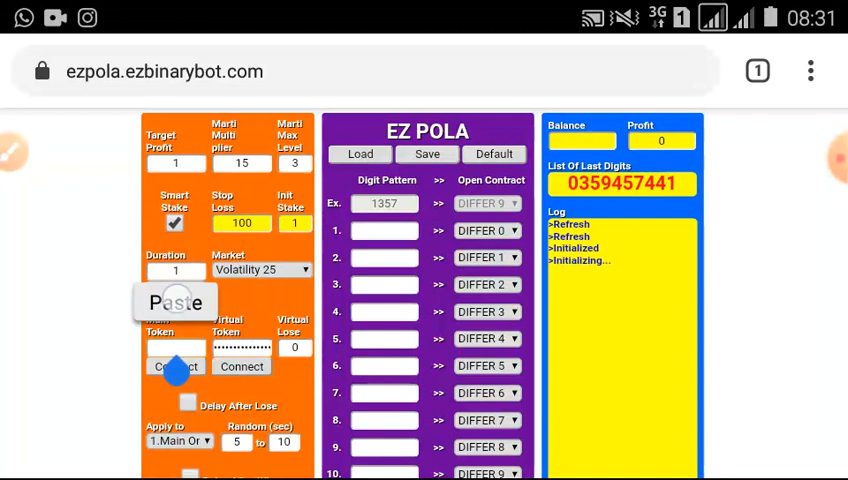 3G 1 08:31
ezpola.ezbinarybot.com 1
Target Profit
Marti Multi plier
Marti Max Level
1 15 3
Smart Stake
Stop Loss
Init Stake
100 1
Duration Market
1 Volatility 25
Paste
Token
Virtual Token
Virtual Lose
•••••••••••••• 0
Connect Connect
Delay After Lose
Apply to Random (sec)
1.Main Or 5 to 10
EZ POLA
Load Save Default
Digit Pattern >> Open Contract
Ex. 1357 >> DIFFER 9
1. >> DIFFER 0
2. >> DIFFER 1
3. >> DIFFER 2
4. >> DIFFER 3
5. >> DIFFER 4
6. >> DIFFER 5
7. >> DIFFER 6
8. >> DIFFER 7
9. >> DIFFER 8
10. >> DIFFER 9
Balance Profit
0
List Of Last Digits
0359457441
Log
>Refresh
>Refresh
>Initialized
>Initializing...